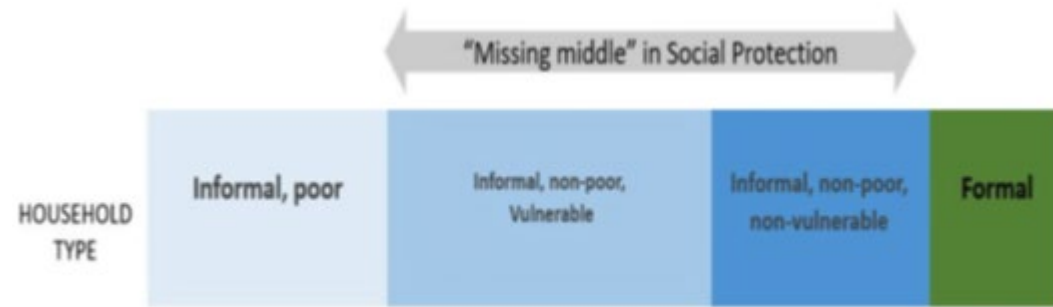 "Missing middle" in Social Protection
HOUSEHOLD
TYPE
Informal, poor
Informal, non-poor,
Vulnerable
Informal, non-poor,
non-vulnerable
Formal